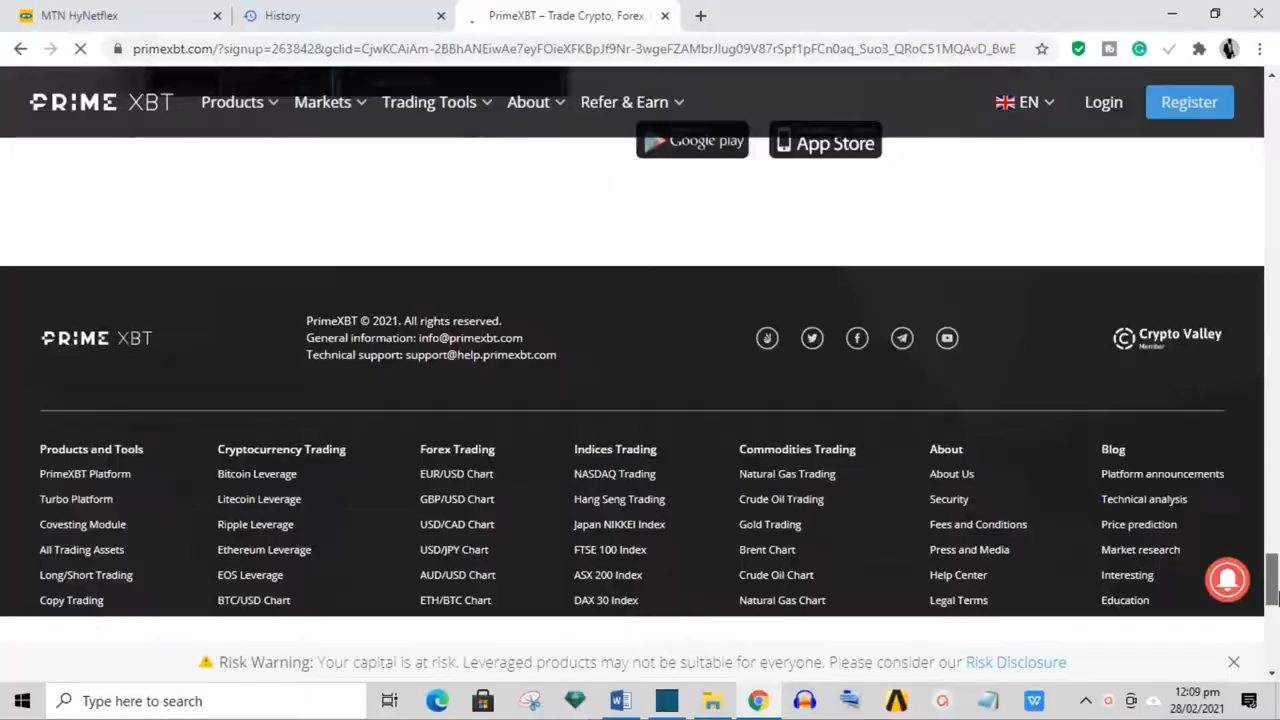 MTN HyNetflex
History
PrimeXBT – Trade Crypto, Forex,
primexbt.com/?signup=263842&gclid=CjwKCAiAm-2BBhANEiwAe7eyFOieXFKBpJf9Nr-3wgeFZAMbrJlug09V87rSpf1pFCn0aq_Suo3_QRoC51MQAvD_BwE
PRIME XBT
Products
Markets
Trading Tools
About
Refer & Earn
EN
Login
Register
Google play
App Store
PRIME XBT
PrimeXBT © 2021. All rights reserved.
General information: info@primexbt.com
Technical support: support@help.primexbt.com
Crypto Valley
Member
Products and Tools
PrimeXBT Platform
Turbo Platform
Covesting Module
All Trading Assets
Long/Short Trading
Copy Trading
Cryptocurrency Trading
Bitcoin Leverage
Litecoin Leverage
Ripple Leverage
Ethereum Leverage
EOS Leverage
BTC/USD Chart
Forex Trading
EUR/USD Chart
GBP/USD Chart
USD/CAD Chart
USD/JPY Chart
AUD/USD Chart
ETH/BTC Chart
Indices Trading
NASDAQ Trading
Hang Seng Trading
Japan NIKKEI Index
FTSE 100 Index
ASX 200 Index
DAX 30 Index
Commodities Trading
Natural Gas Trading
Crude Oil Trading
Gold Trading
Brent Chart
Crude Oil Chart
Natural Gas Chart
About
About Us
Security
Fees and Conditions
Press and Media
Help Center
Legal Terms
Blog
Platform announcements
Technical analysis
Price prediction
Market research
Interesting
Education
Risk Warning: Your capital is at risk. Leveraged products may not be suitable for everyone. Please consider our Risk Disclosure
Type here to search
12:09 pm
28/02/2021